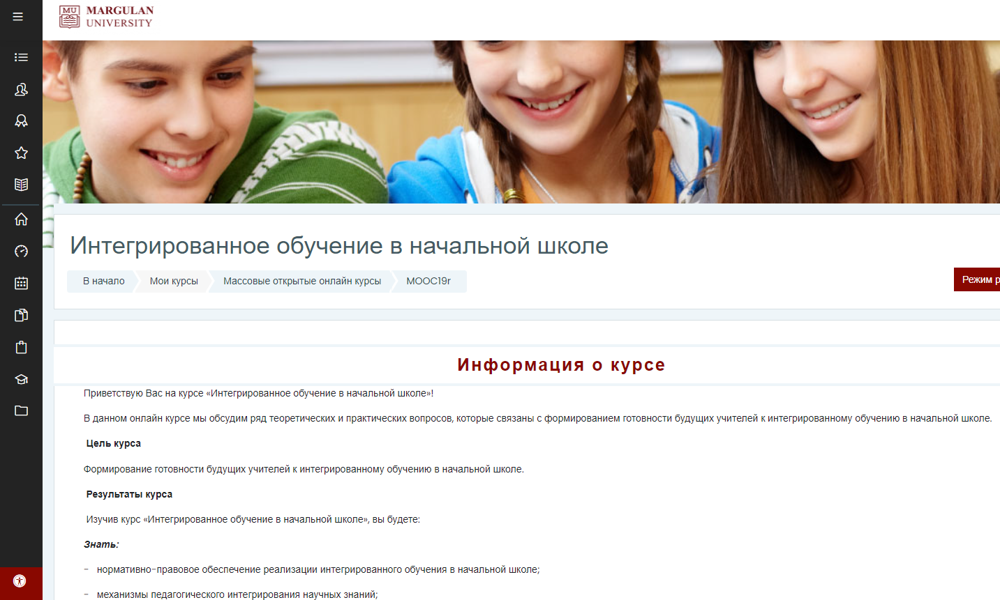 MU MARGULAN
UNIVERSITY
Интегрированное обучение в начальной школе
В начало Мои курсы Массовые открытые онлайн курсы MOOC19r
Режим р
Информация о курсе
Приветствую Вас на курсе «Интегрированное обучение в начальной школе»!
В данном онлайн курсе мы обсудим ряд теоретических и практических вопросов, которые связаны с формированием готовности будущих учителей к интегрированному обучению в начальной школе.
Цель курса
Формирование готовности будущих учителей к интегрированному обучению в начальной школе.
Результаты курса
Изучив курс «Интегрированное обучение в начальной школе», вы будете:
Знать:
- нормативно-правовое обеспечение реализации интегрированного обучения в начальной школе;
- механизмы педагогического интегрирования научных знаний;